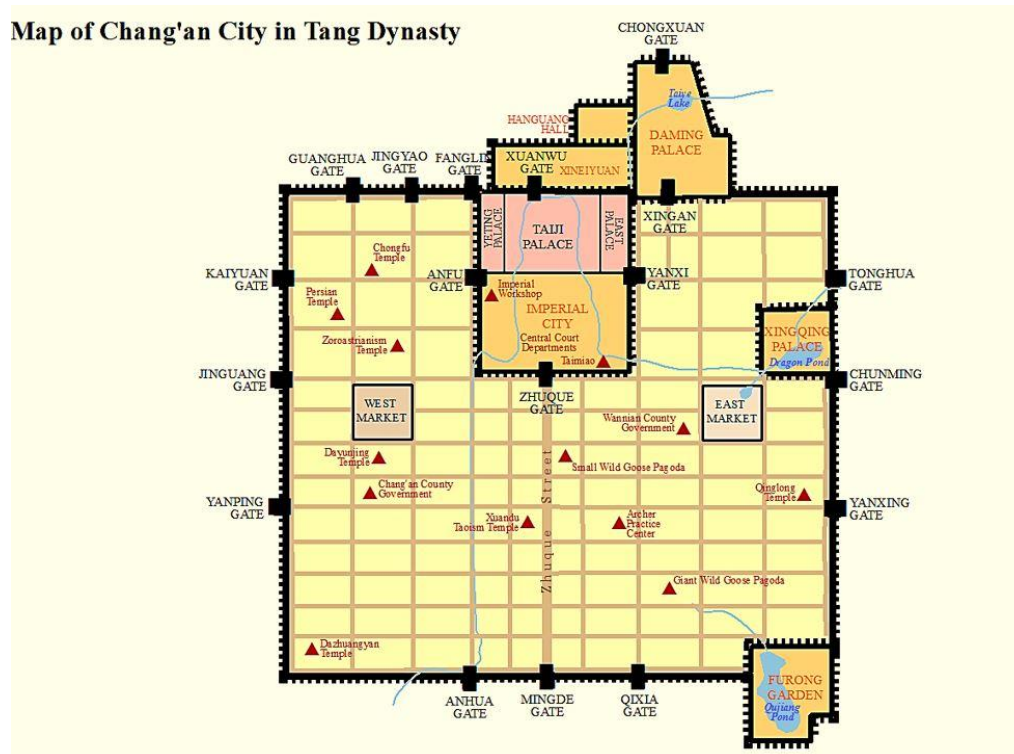 Map of Chang'an City in Tang Dynasty
CHONGXUAN
GATE
Taiye
Lake
HANGUANG
HALL
DAMING
PALACE
GUANGHUA
GATE
JINGYAO
GATE
FANGLIN
GATE
XUANWU
GATE
XINEIYUAN
YETING
PALACE
TAIJI
PALACE
EAST
PALACE
XINGAN
GATE
Chongfu
Temple
KAIYUAN
GATE
ANFU
GATE
YANXI
GATE
TONGHUA
GATE
Persian
Temple
Imperial
Workshop
IMPERIAL
CITY
Central Court
Departments
Taimiao
Zoroastrianism
Temple
XINGQING
PALACE
Dragon Pond
JINGUANG
GATE
CHUNMING
GATE
ZHUQUE
GATE
WEST
MARKET
EAST
MARKET
Wannian County
Government
Dayunjing
Temple
Small Wild Goose Pagoda
Chang'an County
Government
Qinglong
Temple
YANPING
GATE
YANXING
GATE
Xuandu
Taoism Temple
Zhuque Street
Archer
Practice
Center
Giant Wild Goose Pagoda
Dazhuangyan
Temple
FURONG
GARDEN
Qujiang
Pond
ANHUA
GATE
MINGDE
GATE
QIXIA
GATE